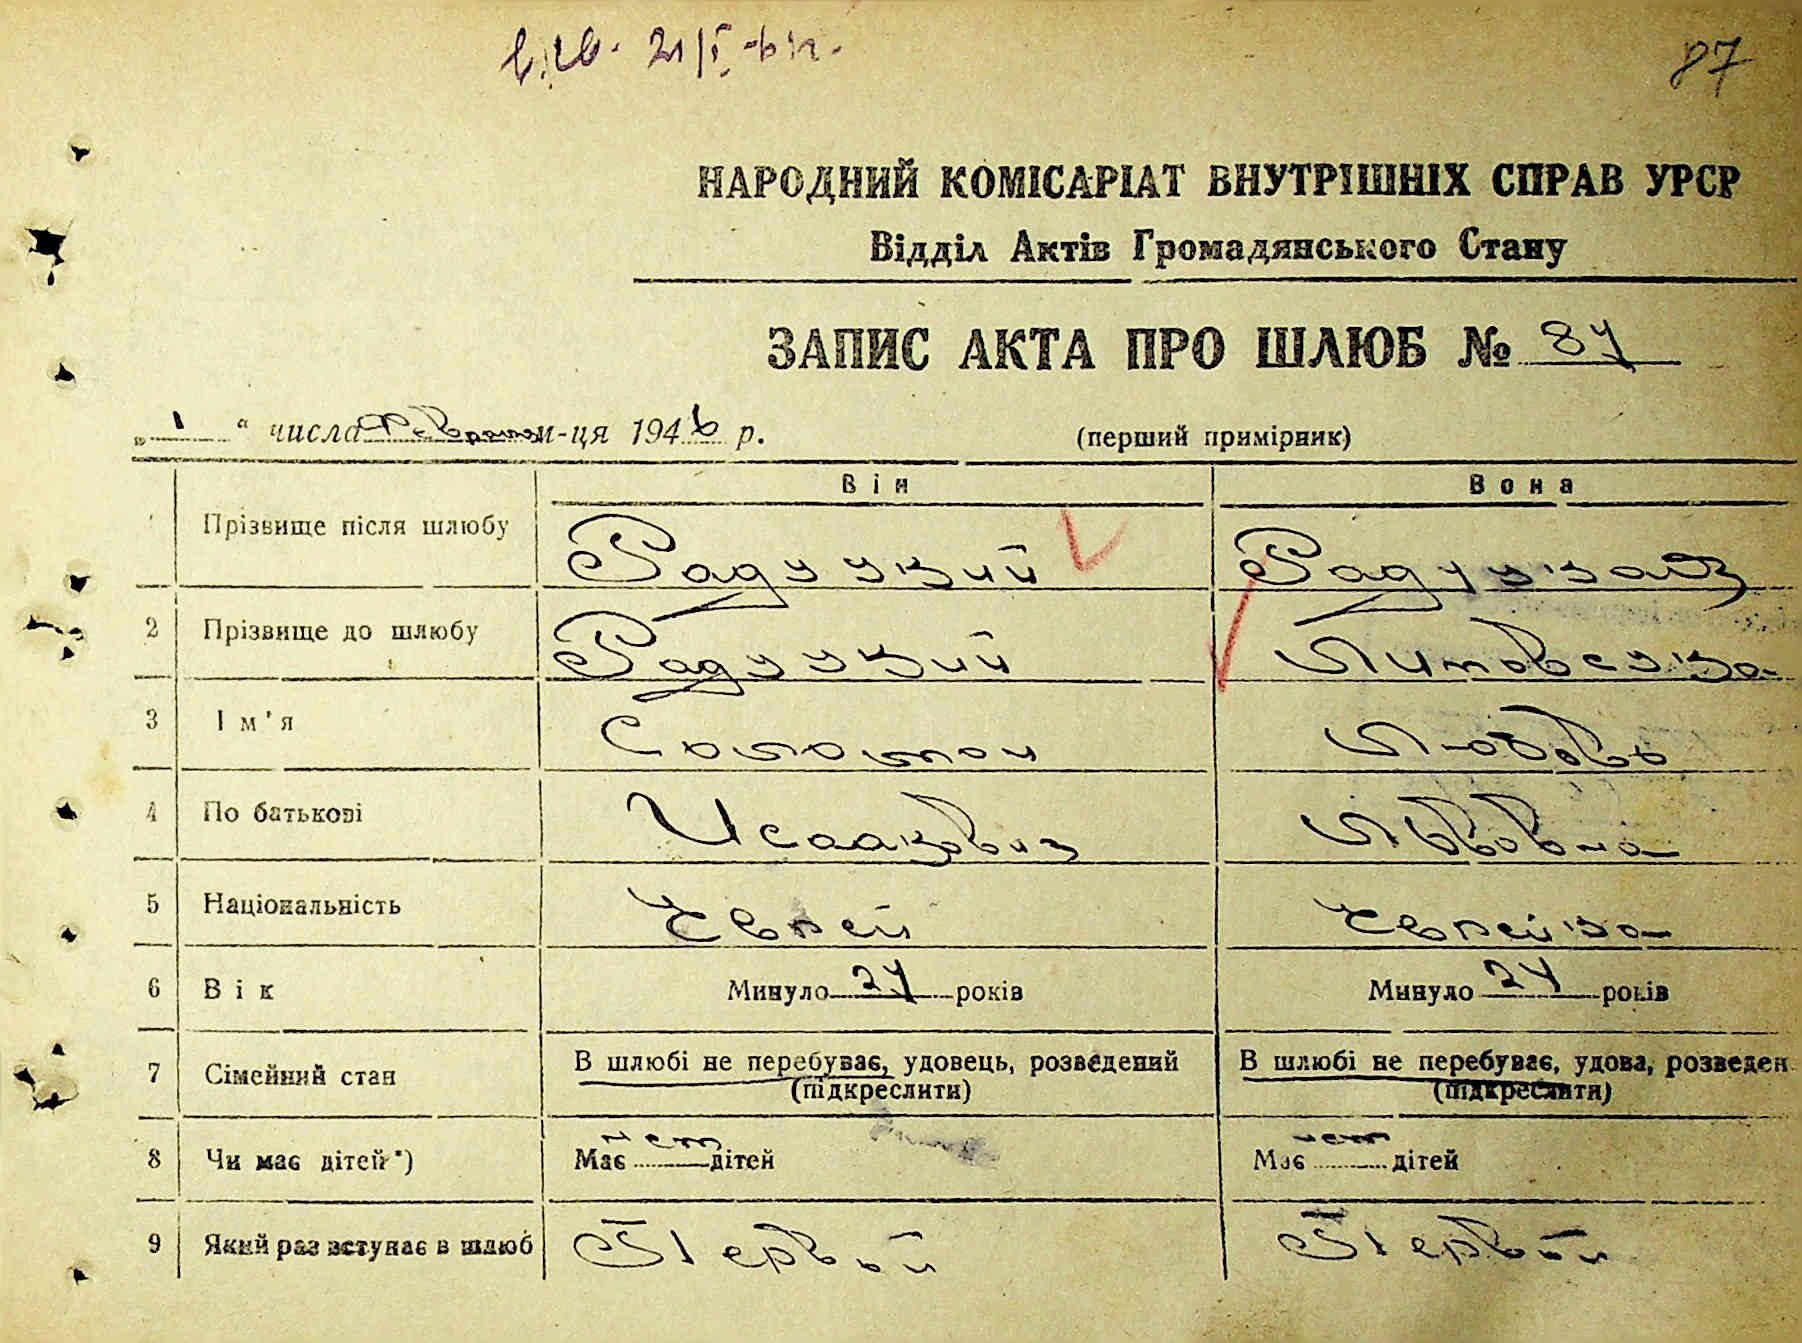 21/I
87
НАРОДНИЙ КОМІСАРІАТ ВНУТРІШНІХ СПРАВ УРСР
Відділ Актів Громадянського Стану
ЗАПИС АКТА ПРО ШЛЮБ № 87
„1“ числа Февраля м-ця 1946 р. (перший примірник)
Він Вона
1 Прізвище після шлюбу Радуцкий Радуцкая
2 Прізвище до шлюбу Радуцкий Литовская
3 Ім'я Соломон Любовь
4 По батькові Исаакович Львовна
5 Національність Еврей Еврейка
6 Вік Минуло 27 років Минуло 24 років
7 Сімейний стан В шлюбі не перебуває, удовець, розведений В шлюбі не перебуває, удова, розведен
(підкреслити) (підкреслити)
8 Чи має дітей*) Має нет дітей Має нет дітей
9 Який раз вступає в шлюб Первый Первый